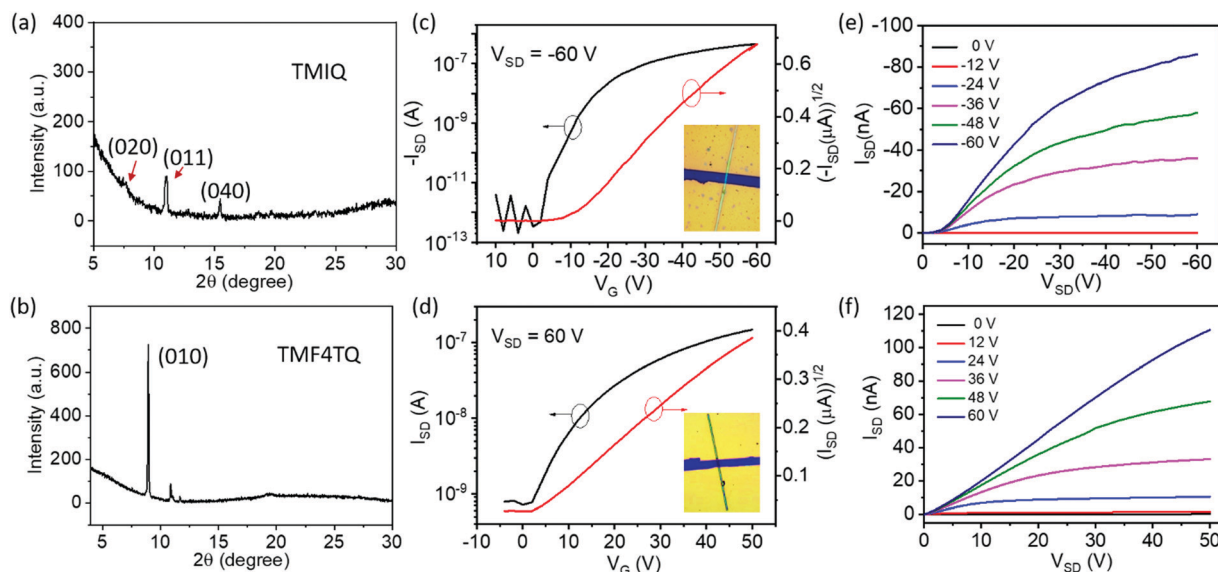 (a)
400
300
200
100
0
Intensity (a.u.)
TMIQ
(020)
(011)
(040)
5 10 15 20 25 30
2θ (degree)
(b)
800
600
400
200
0
Intensity (a.u.)
TMF4TQ
(010)
5 10 15 20 25 30
2θ (degree)
(c)
V_SD = -60 V
10⁻⁷
10⁻⁹
10⁻¹¹
10⁻¹³
-I_SD (A)
0.6
0.4
0.2
0
(-I_SD(μA))^1/2
10 0 -10 -20 -30 -40 -50 -60
V_G (V)
(d)
V_SD = 60 V
10⁻⁷
10⁻⁸
10⁻⁹
I_SD (A)
0.4
0.3
0.2
0.1
(I_SD (μA))^1/2
-10 0 10 20 30 40 50
V_G (V)
(e)
-100
-80
-60
-40
-20
0
I_SD(nA)
0 V
-12 V
-24 V
-36 V
-48 V
-60 V
0 -10 -20 -30 -40 -50 -60
V_SD(V)
(f)
120
100
80
60
40
20
0
I_SD (nA)
0 V
12 V
24 V
36 V
48 V
60 V
0 10 20 30 40 50
V_SD (V)